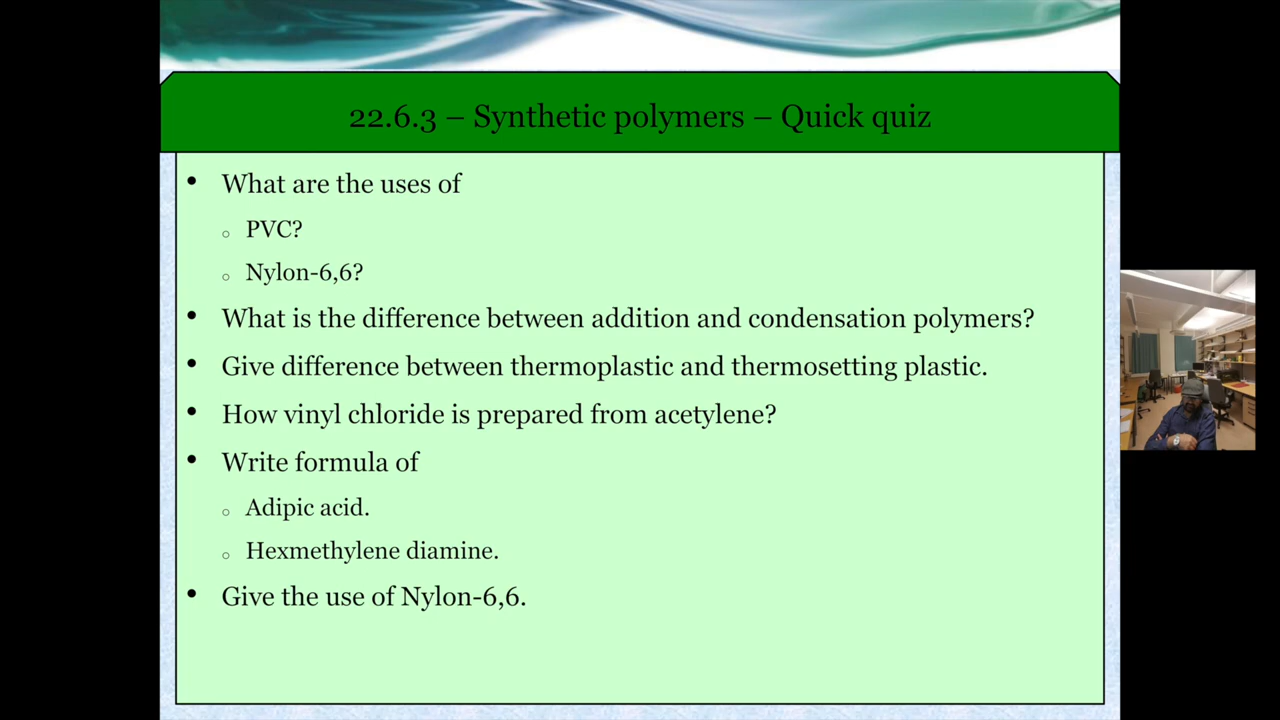 22.6.3 – Synthetic polymers – Quick quiz
• What are the uses of
○ PVC?
○ Nylon-6,6?
• What is the difference between addition and condensation polymers?
• Give difference between thermoplastic and thermosetting plastic.
• How vinyl chloride is prepared from acetylene?
• Write formula of
○ Adipic acid.
○ Hexmethylene diamine.
• Give the use of Nylon-6,6.